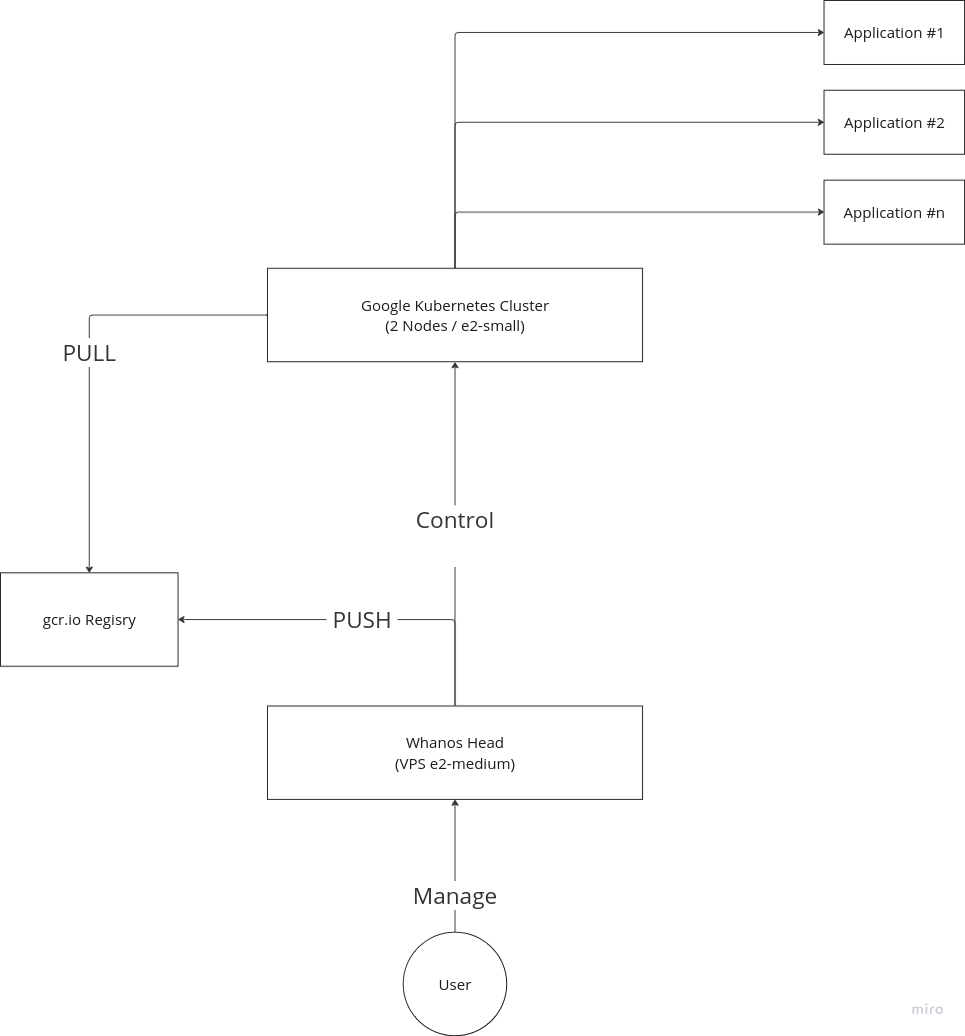 Application #1
Application #2
Application #n
Google Kubernetes Cluster
(2 Nodes / e2-small)
PULL
Control
gcr.io Regisry
PUSH
Whanos Head
(VPS e2-medium)
Manage
User
miro